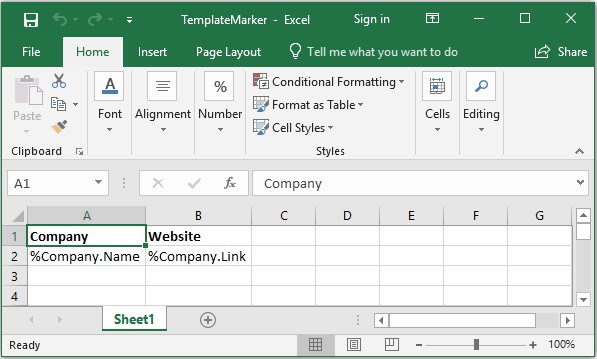 TemplateMarker - Excel Sign in
File Home Insert Page Layout Tell me what you want to do Share
Paste
Clipboard
A
Font
Alignment
%
Number
Conditional Formatting
Format as Table
Cell Styles
Styles
Cells
Editing
A1 fx Company
A B C D E F G
1 Company Website
2 %Company.Name %Company.Link
3
4
Sheet1
Ready 100%